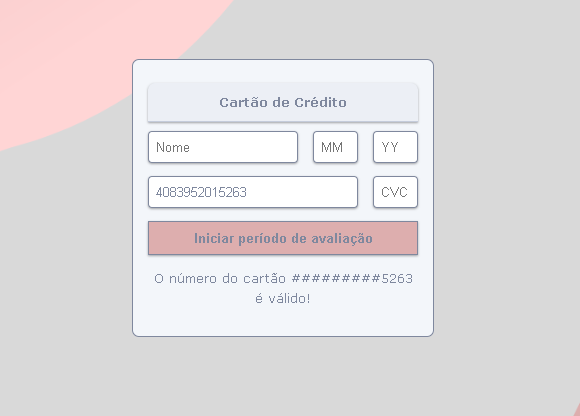 Cartão de Crédito
Nome MM YY
4083952015263 CVC
Iniciar período de avaliação
O número do cartão #########5263
é válido!